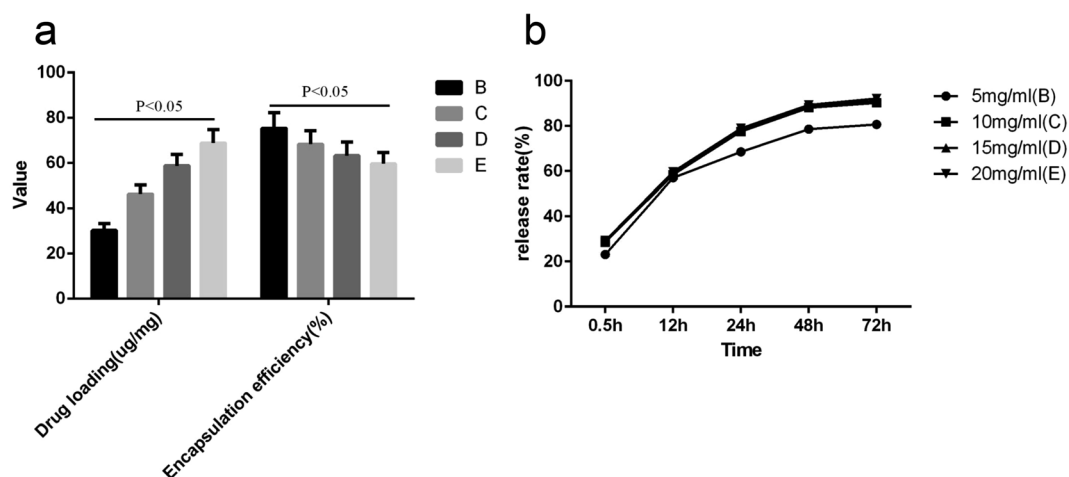 a
100
80
60
40
20
0
Value
P<0.05
P<0.05
B
C
D
E
Drug loading(ug/mg)
Encapsulation efficiency(%)
b
100
80
60
40
20
0
release rate(%)
0.5h 12h 24h 48h 72h
Time
5mg/ml(B)
10mg/ml(C)
15mg/ml(D)
20mg/ml(E)